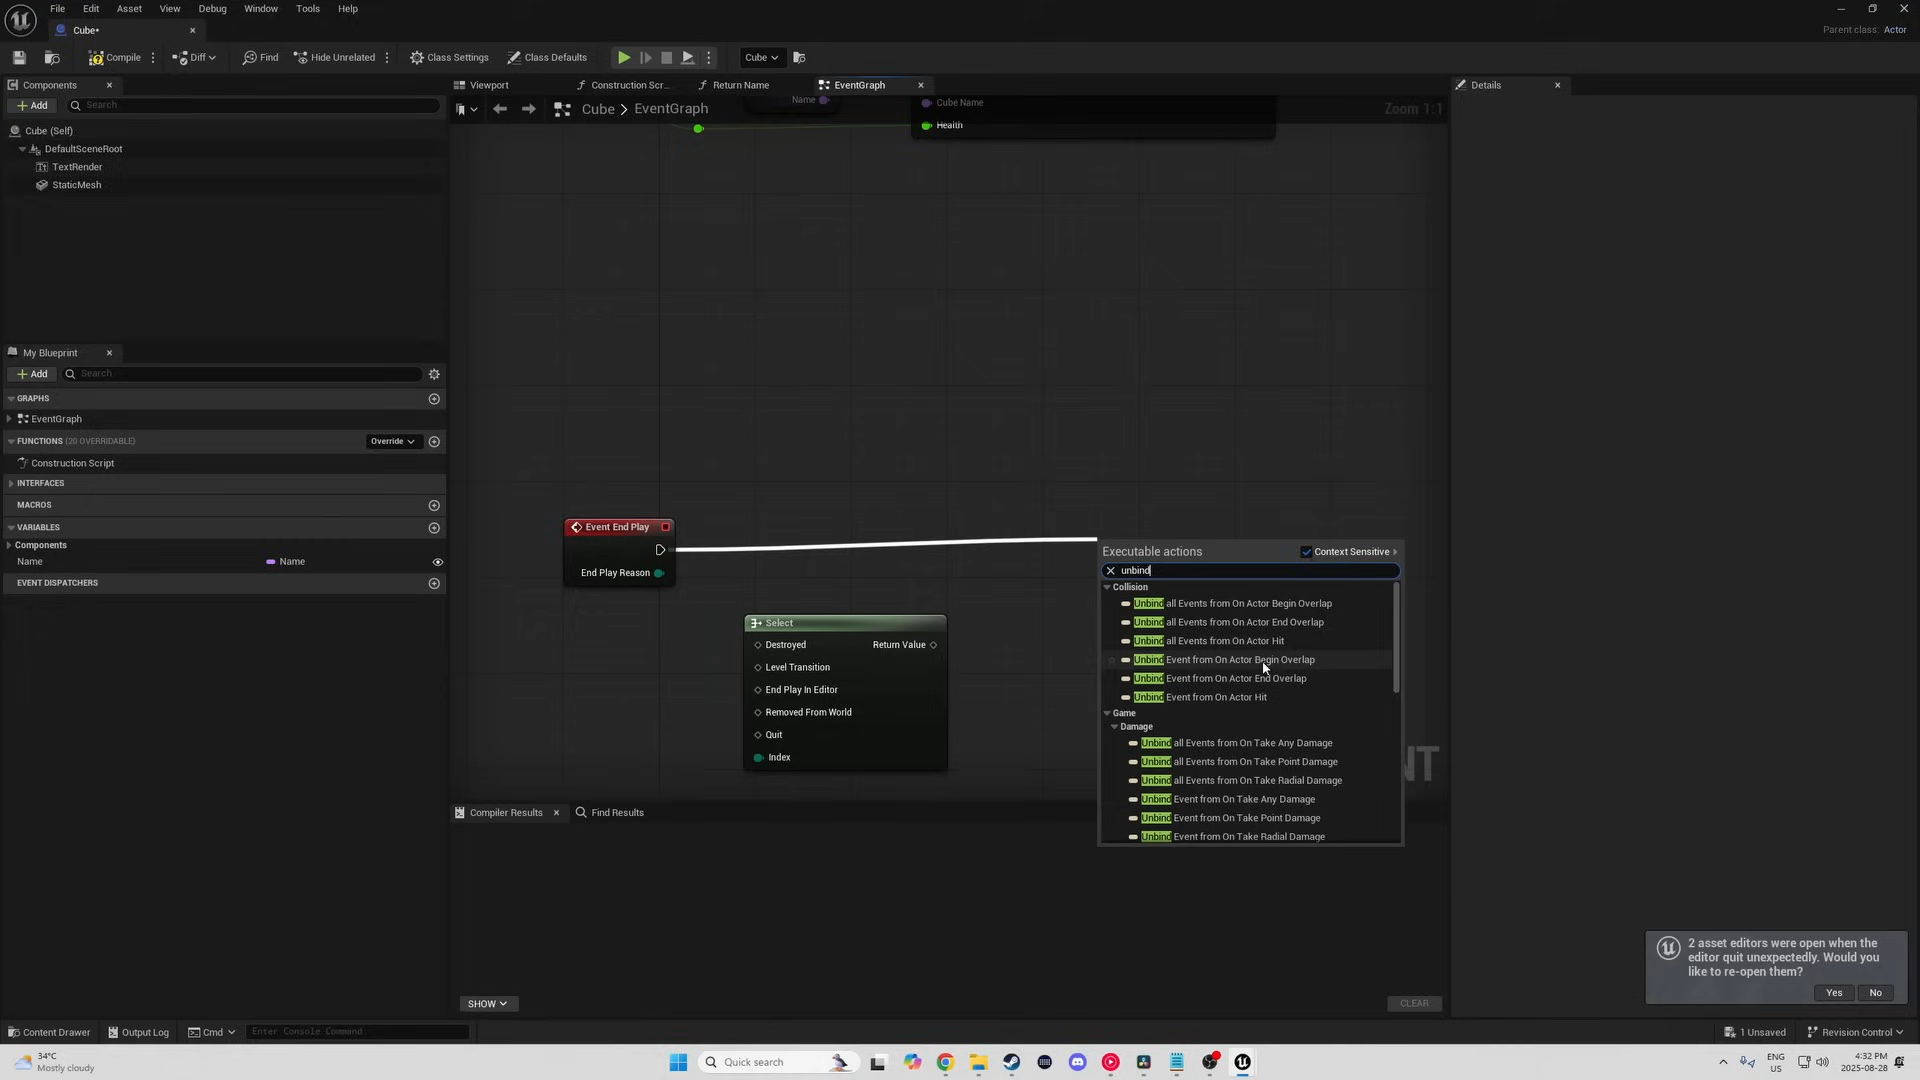 File Edit Asset View Debug Window Tools Help
Cube•
Parent class: Actor
Compile Diff Find Hide Unrelated Class Settings Class Defaults Cube
Components
Add Search
Cube (Self)
DefaultSceneRoot
TextRender
StaticMesh
My Blueprint
Add Search
GRAPHS
EventGraph
FUNCTIONS (20 OVERRIDABLE) Override
Construction Script
INTERFACES
MACROS
VARIABLES
Components
Name Name
EVENT DISPATCHERS
Viewport Construction Scr... Return Name EventGraph
Cube > EventGraph
Zoom 1:1
Name
Cube Name
Health
Event End Play
End Play Reason
Select
Destroyed Return Value
Level Transition
End Play In Editor
Removed From World
Quit
Index
Executable actions Context Sensitive
unbind
Collision
Unbind all Events from On Actor Begin Overlap
Unbind all Events from On Actor End Overlap
Unbind all Events from On Actor Hit
Unbind Event from On Actor Begin Overlap
Unbind Event from On Actor End Overlap
Unbind Event from On Actor Hit
Game
Damage
Unbind all Events from On Take Any Damage
Unbind all Events from On Take Point Damage
Unbind all Events from On Take Radial Damage
Unbind Event from On Take Any Damage
Unbind Event from On Take Point Damage
Unbind Event from On Take Radial Damage
NT
Compiler Results Find Results
SHOW
CLEAR
Details
2 asset editors were open when the
editor quit unexpectedly. Would you
like to re-open them?
Yes No
Content Drawer Output Log Cmd Enter Console Command
1 Unsaved Revision Control
34°C
Mostly cloudy
Quick search
ENG
US
4:32 PM
2025-08-28